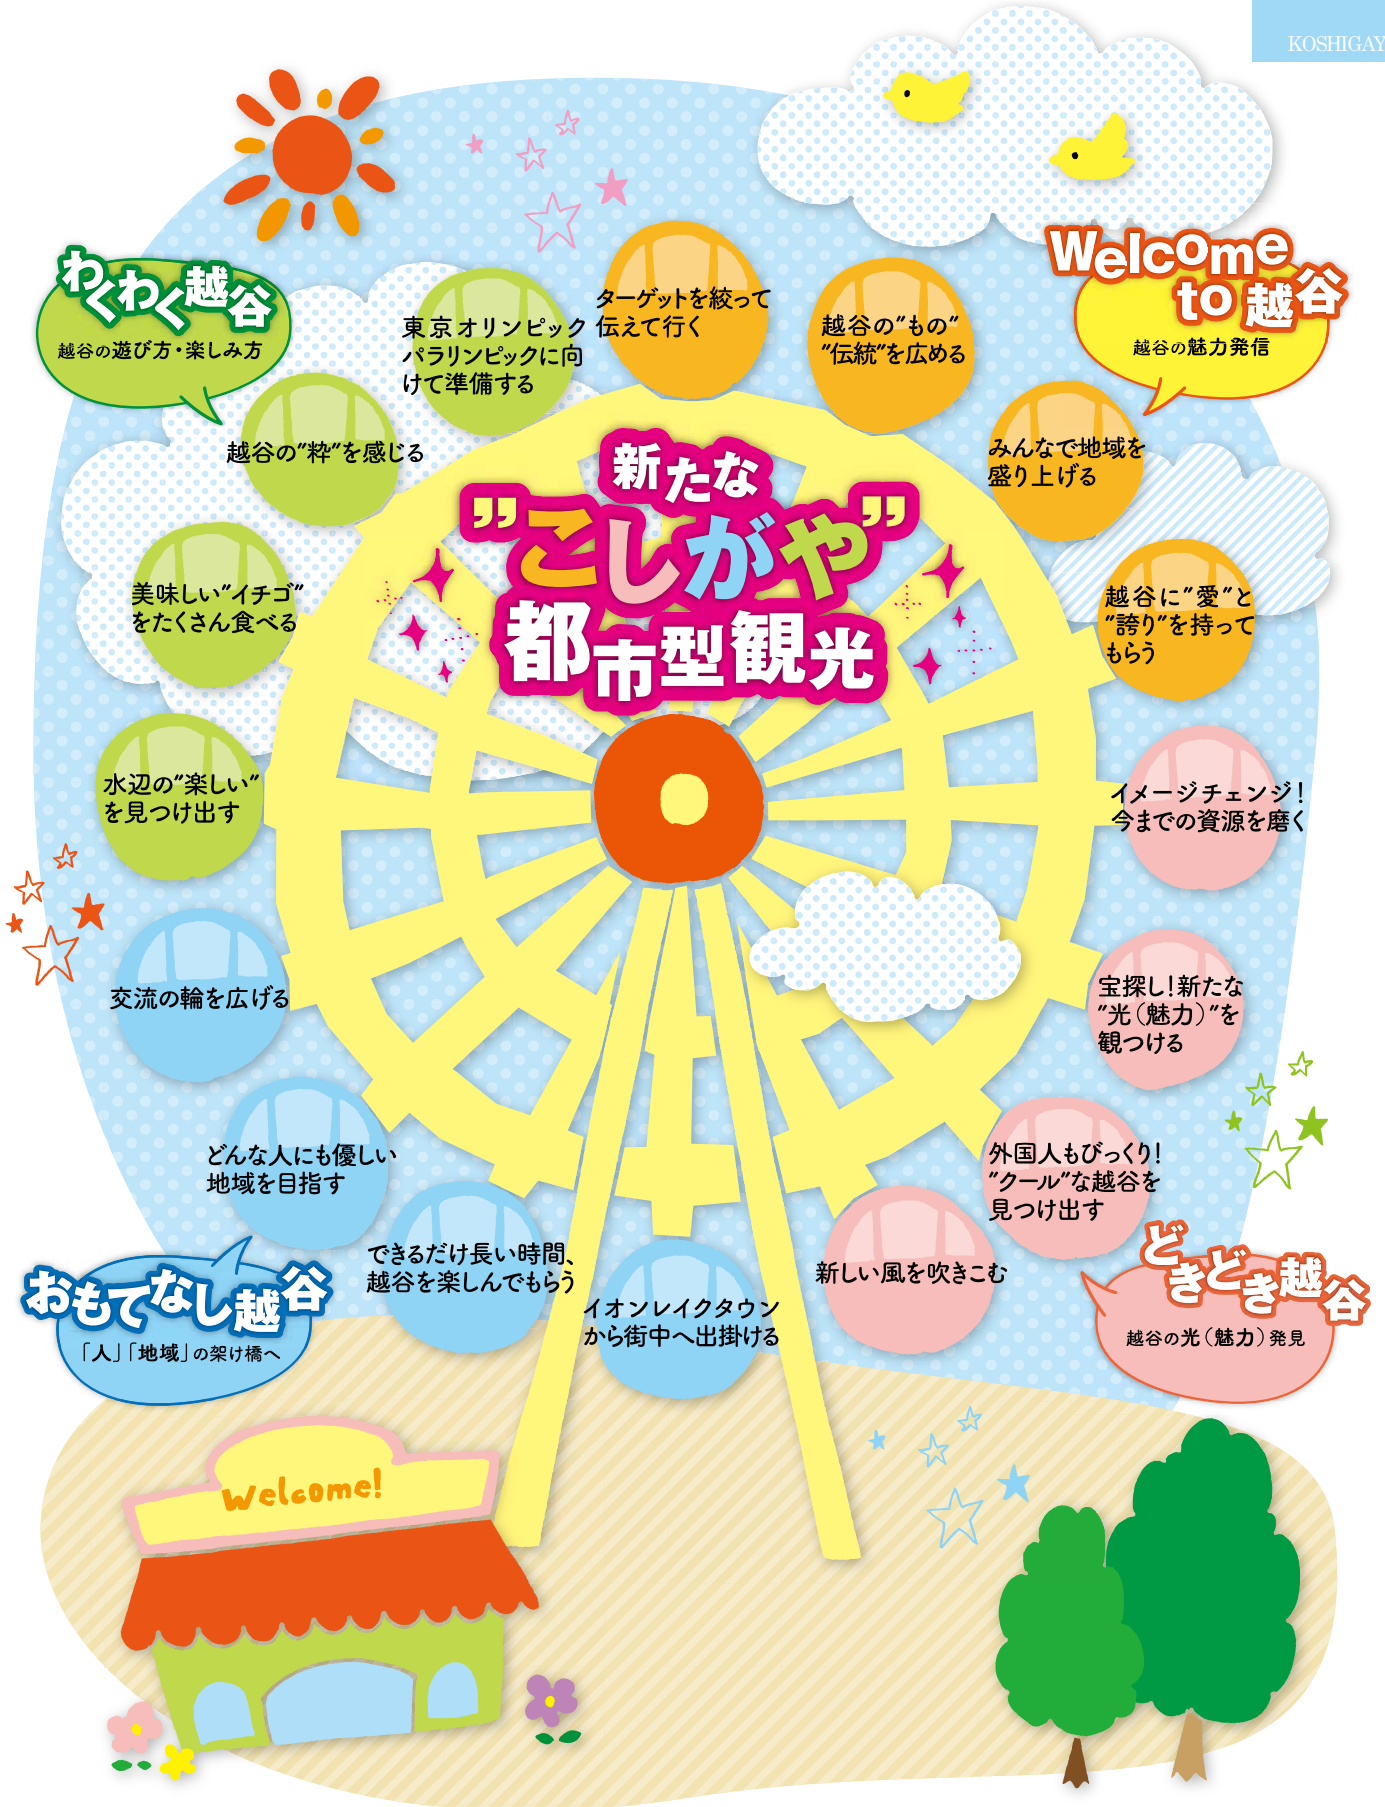 KOSHIGAY
わくわく越谷
越谷の遊び方・楽しみ方
Welcome
to 越谷
越谷の魅力発信
東京オリンピック
パラリンピックに向
けて準備する
ターゲットを絞って
伝えて行く
越谷の"もの"
"伝統"を広める
越谷の"粋"を感じる
みんなで地域を
盛り上げる
新たな
"こしがや"
都市型観光
美味しい"イチゴ"
をたくさん食べる
越谷に"愛"と
"誇り"を持って
もらう
水辺の"楽しい"
を見つけ出す
イメージチェンジ！
今までの資源を磨く
交流の輪を広げる
宝探し！新たな
"光（魅力）"を
観つける
どんな人にも優しい
地域を目指す
外国人もびっくり！
"クール"な越谷を
見つけ出す
できるだけ長い時間、
越谷を楽しんでもらう
イオンレイクタウン
から街中へ出掛ける
新しい風を吹きこむ
おもてなし越谷
「人」「地域」の架け橋へ
どきどき越谷
越谷の光（魅力）発見
Welcome!